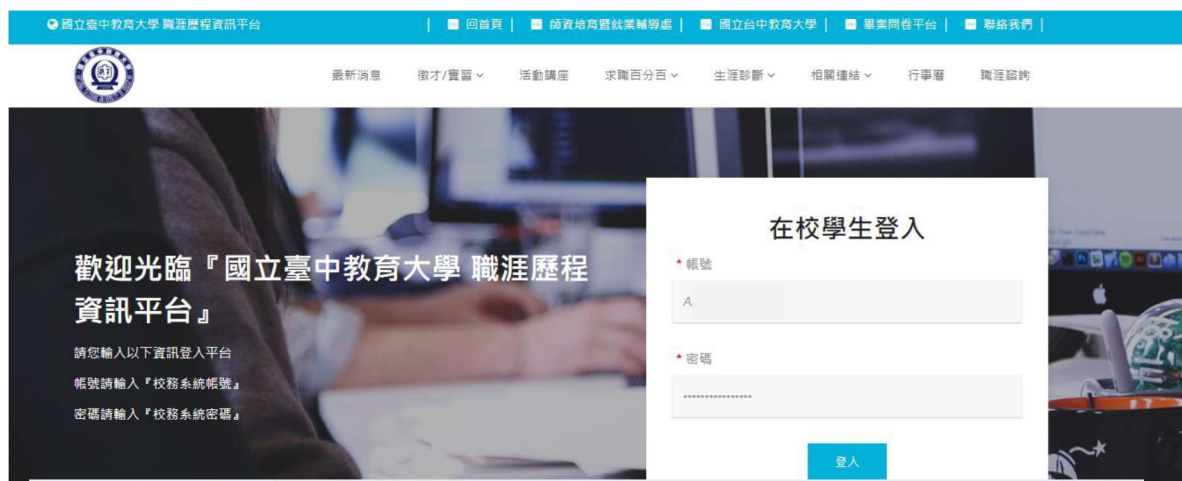 國立臺中教育大學 職涯歷程資訊平台
| 回首頁 | 師資培育暨就業輔導處 | 國立台中教育大學 | 畢業問卷平台 | 聯絡我們 |
最新消息 徵才/實習 活動講座 求職百分百 生涯診斷 相關連結 行事曆 職涯諮詢
歡迎光臨『國立臺中教育大學 職涯歷程
資訊平台』
請您輸入以下資訊登入平台
帳號請輸入『校務系統帳號』
密碼請輸入『校務系統密碼』
在校學生登入
* 帳號
A
* 密碼
****************
登入